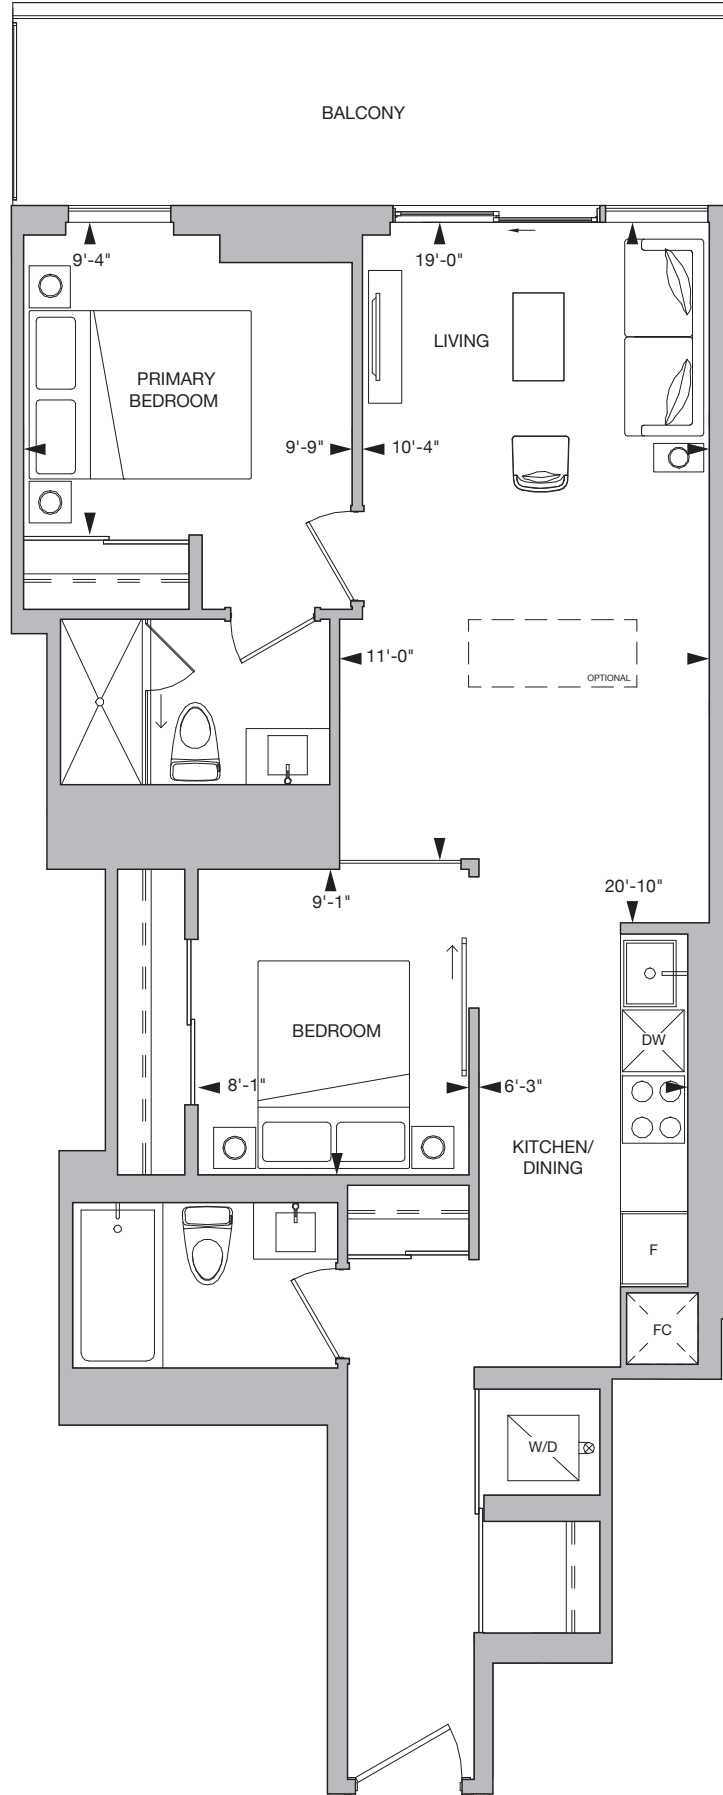 BALCONY
9'-4"
19'-0"
LIVING
PRIMARY
BEDROOM
9'-9"
10'-4"
11'-0"
OPTIONAL
9'-1"
20'-10"
BEDROOM
DW
8'-1"
6'-3"
KITCHEN/
DINING
F
FC
W/D